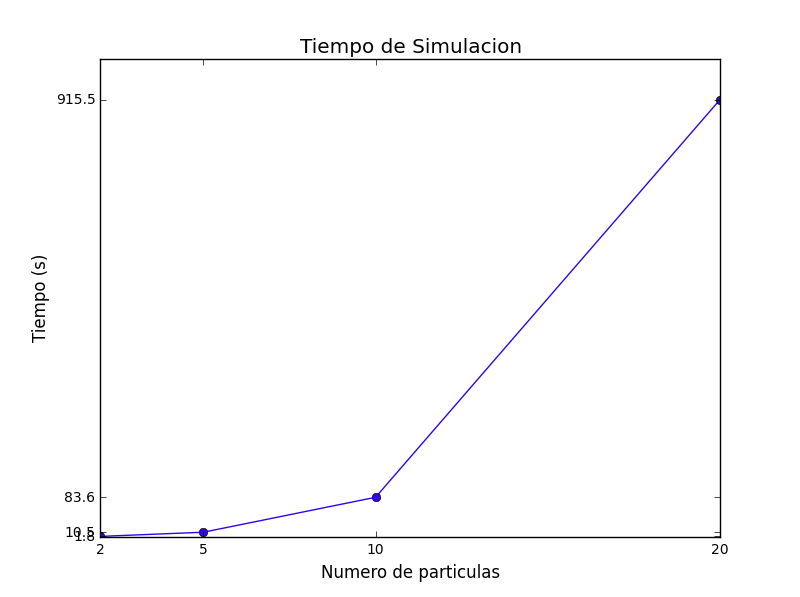 Tiempo de Simulacion
915.5
Tiempo (s)
83.6
10.5
1.8
2 5 10 20
Numero de particulas